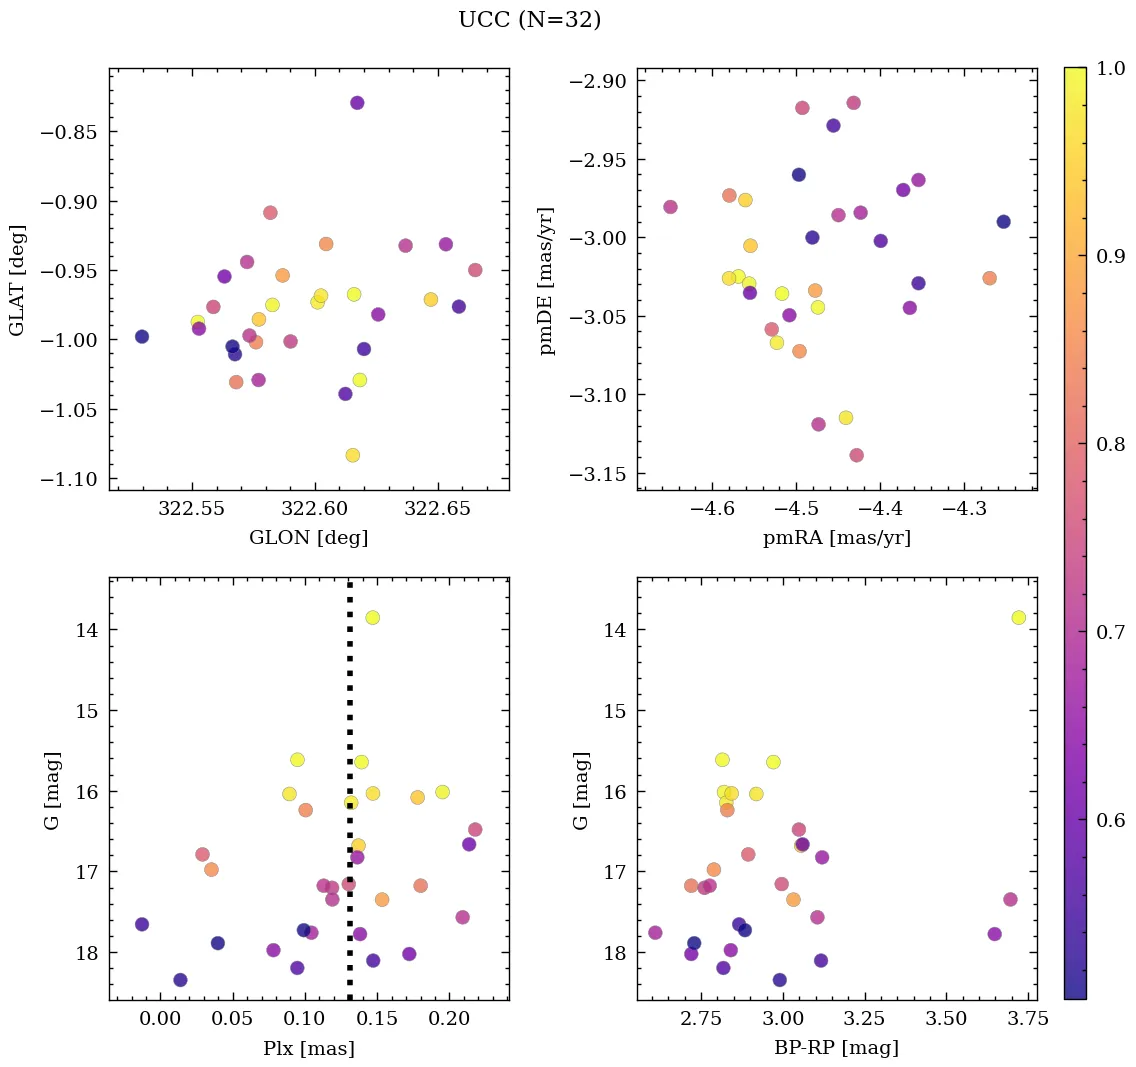 UCC (N=32)
−0.85
−0.90
−0.95
−1.00
−1.05
−1.10
GLAT [deg]
322.55 322.60 322.65
GLON [deg]
−2.90
−2.95
−3.00
−3.05
−3.10
−3.15
pmDE [mas/yr]
−4.6 −4.5 −4.4 −4.3
pmRA [mas/yr]
14
15
16
17
18
G [mag]
0.00 0.05 0.10 0.15 0.20
Plx [mas]
14
15
16
17
18
G [mag]
2.75 3.00 3.25 3.50 3.75
BP-RP [mag]
1.0
0.9
0.8
0.7
0.6